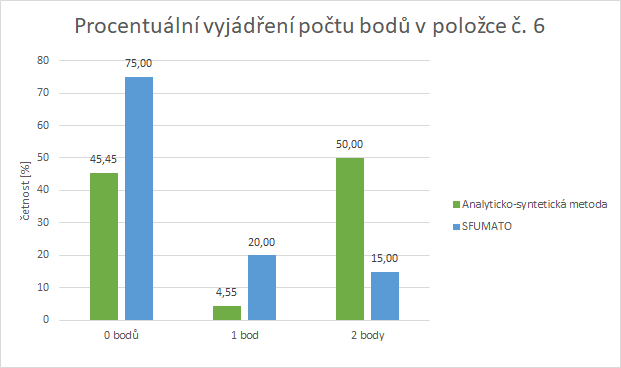 Procentuální vyjádření počtu bodů v položce č. 6
četnost [%]
80
70
60
50
40
30
20
10
0
45,45
75,00
4,55
20,00
50,00
15,00
0 bodů
1 bod
2 body
Analyticko-syntetická metoda
SFUMATO